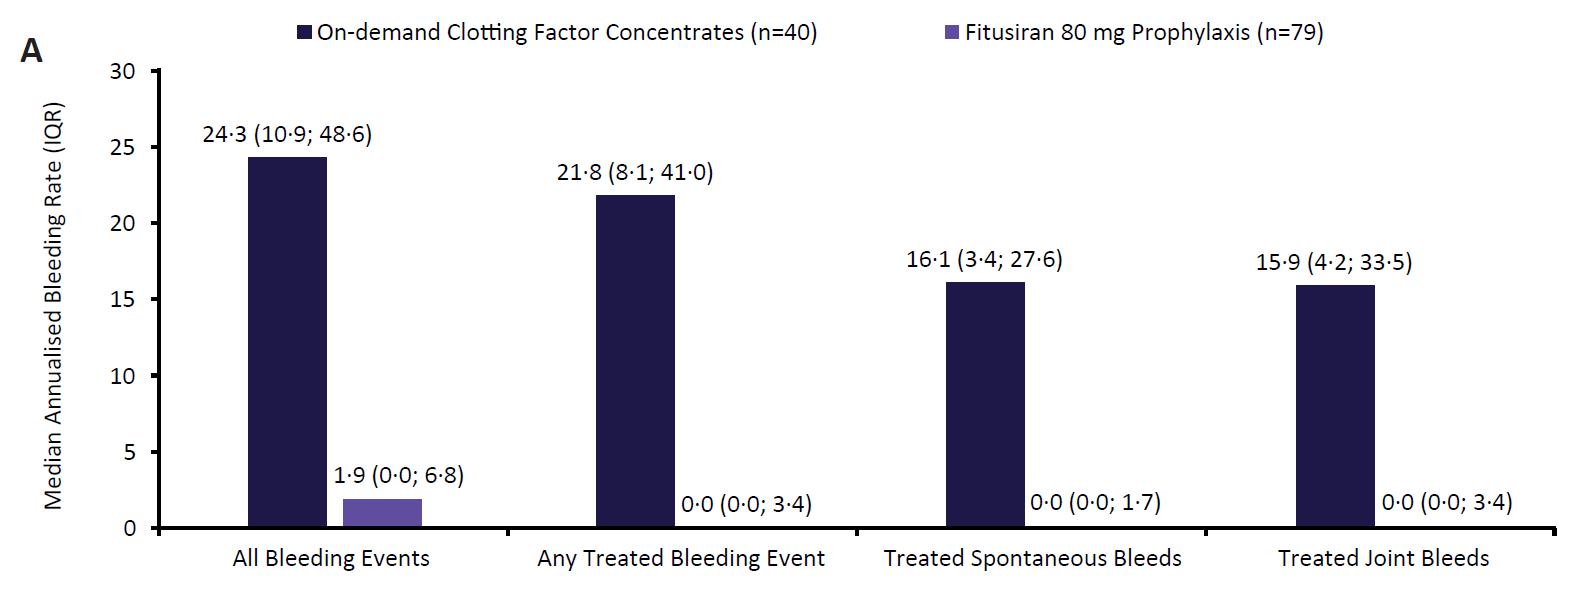 A
On-demand Clotting Factor Concentrates (n=40)
Fitusiran 80 mg Prophylaxis (n=79)
Median Annualised Bleeding Rate (IQR)
30
25
20
15
10
5
0
24·3 (10·9; 48·6)
1·9 (0·0; 6·8)
21·8 (8·1; 41·0)
0·0 (0·0; 3·4)
16·1 (3·4; 27·6)
0·0 (0·0; 1·7)
15·9 (4·2; 33·5)
0·0 (0·0; 3·4)
All Bleeding Events
Any Treated Bleeding Event
Treated Spontaneous Bleeds
Treated Joint Bleeds